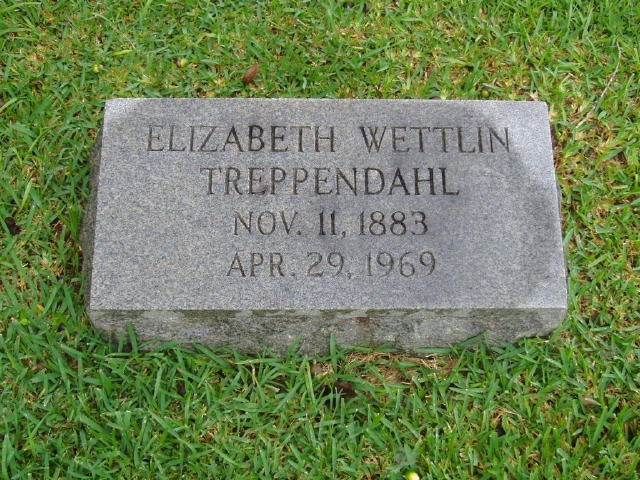 ELIZABETH WETTLIN
TREPPENDAHL
NOV. 11, 1883
APR. 29, 1969